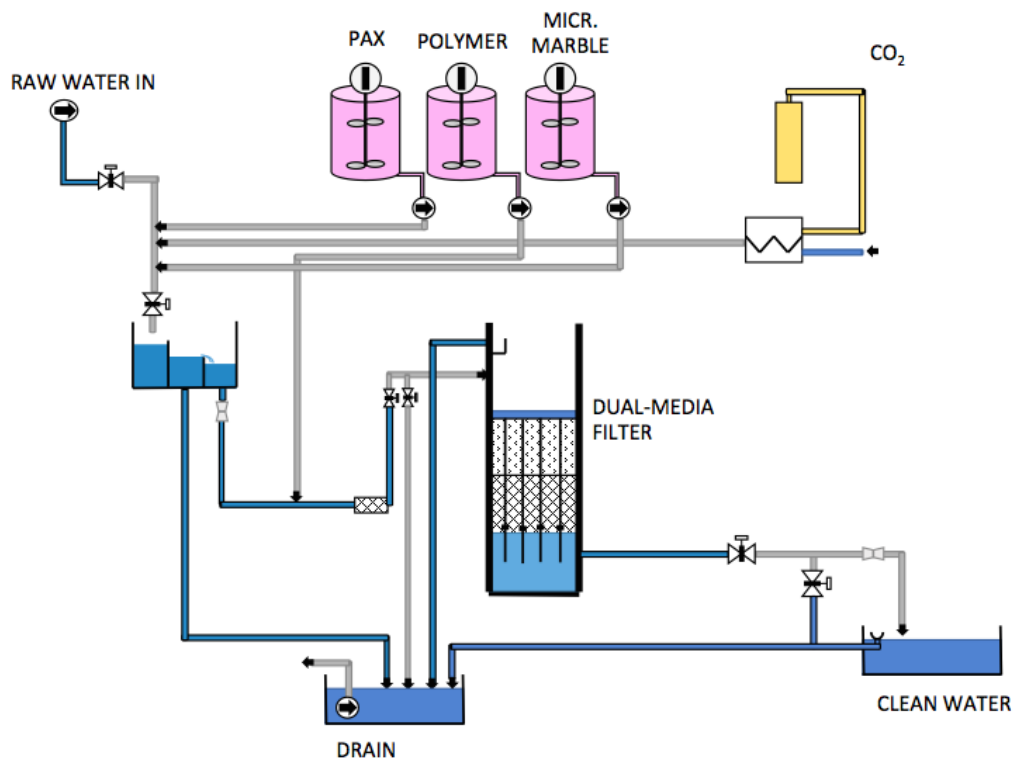 MICR.
MARBLE
PAX
POLYMER
CO₂
RAW WATER IN
DUAL-MEDIA
FILTER
CLEAN WATER
DRAIN